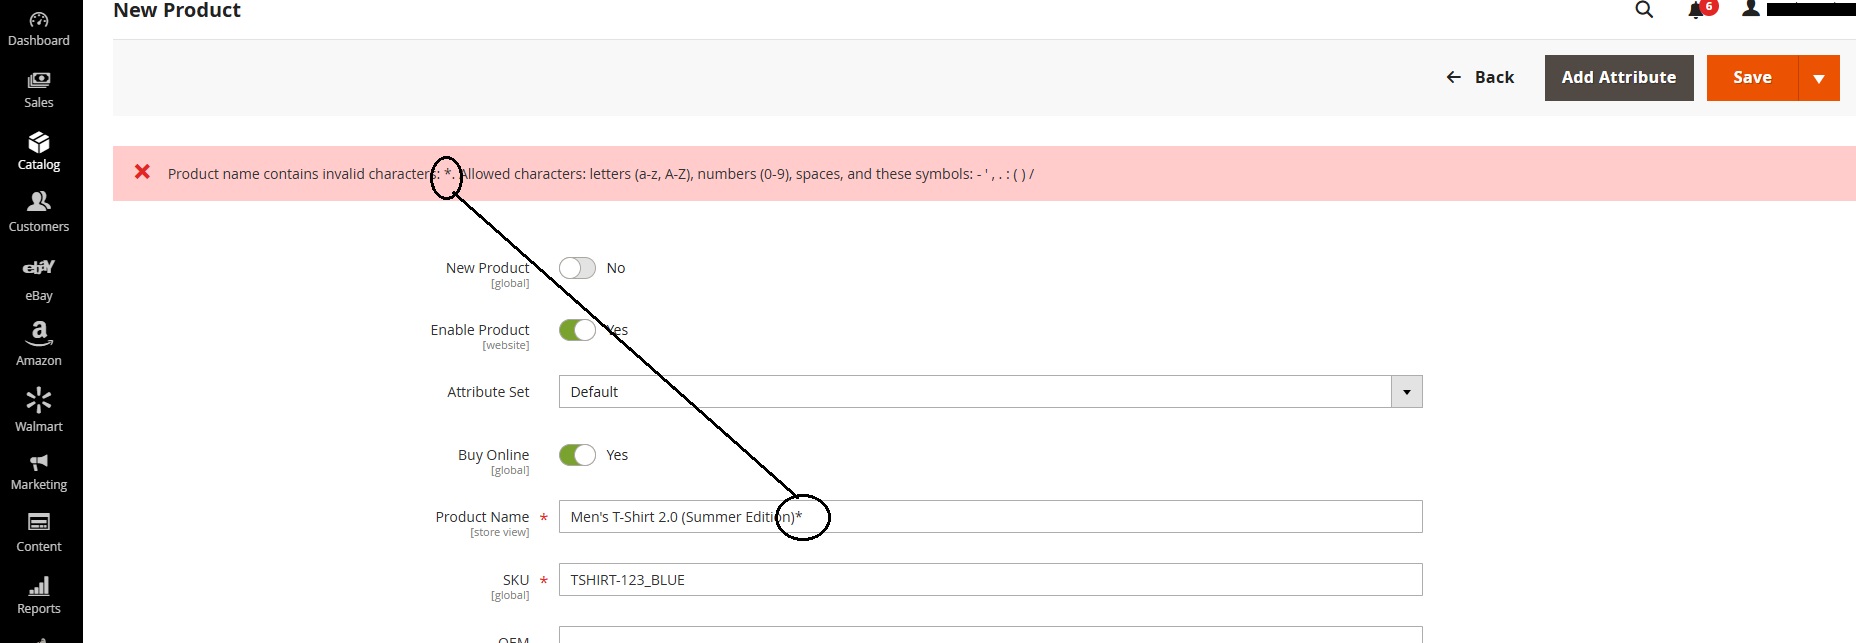 New Product
6
Dashboard
Sales
Catalog
Customers
ebay
eBay
a
Amazon
Walmart
Marketing
Content
Reports
Back
Add Attribute
Save
Product name contains invalid characters: *. Allowed characters: letters (a-z, A-Z), numbers (0-9), spaces, and these symbols: - ' , . : ( ) /
New Product No
[global]
Enable Product Yes
[website]
Attribute Set Default
Buy Online Yes
[global]
Product Name * Men's T-Shirt 2.0 (Summer Edition)*
[store view]
SKU * TSHIRT-123_BLUE
[global]
OEM